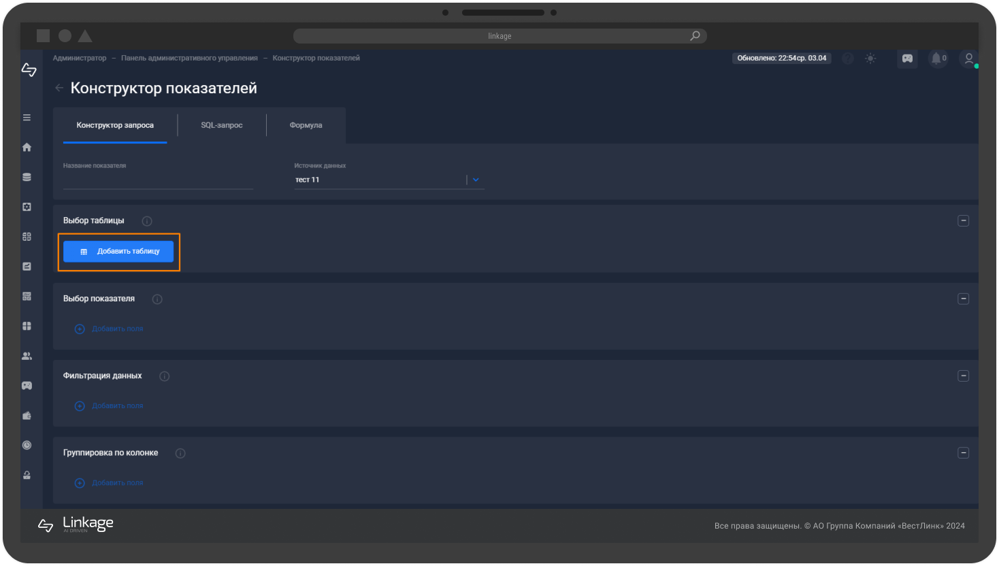 linkage
Администратор – Панель административного управления – Конструктор показателей
Обновлено: 22:54 ср. 03.04
0
Конструктор показателей
Конструктор запроса
SQL-запрос
Формула
Название показателя
Источник данных
тест 11
Выбор таблицы
Добавить таблицу
Выбор показателя
Добавить поля
Фильтрация данных
Добавить поля
Группировка по колонке
Добавить поля
Linkage
AI DRIVEN
Все права защищены. © АО Группа Компаний «ВестЛинк» 2024